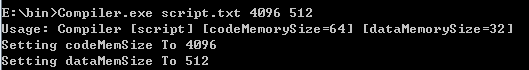 E:\bin>Compiler.exe script.txt 4096 512
Usage: Compiler [script] [codeMemorySize=64] [dataMemorySize=32]
Setting codeMemSize To 4096
Setting dataMemSize To 512